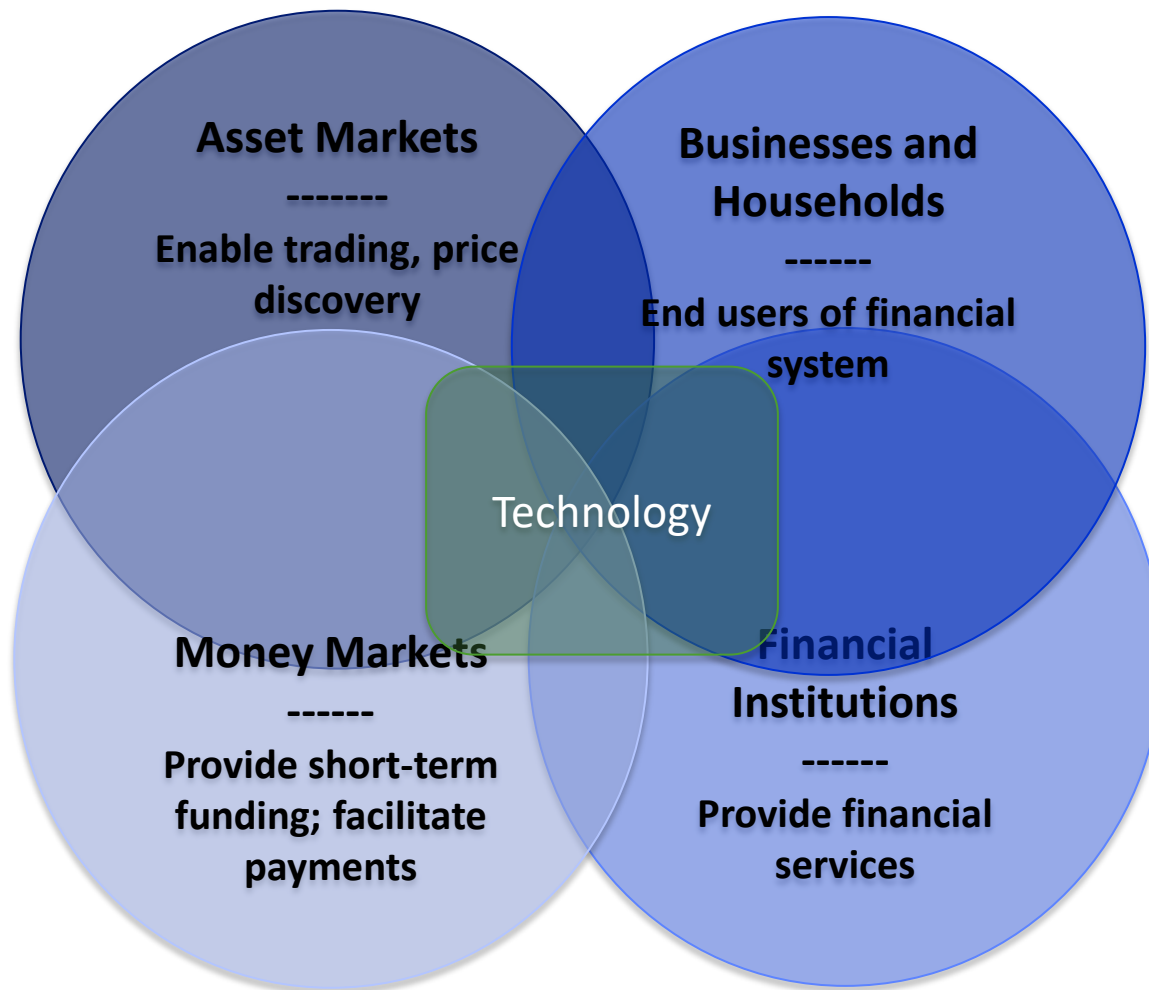 Asset Markets
-------
Enable trading, price
discovery
Businesses and
Households
------
End users of financial
system
Technology
Money Markets
------
Provide short-term
funding; facilitate
payments
Financial
Institutions
------
Provide financial
services